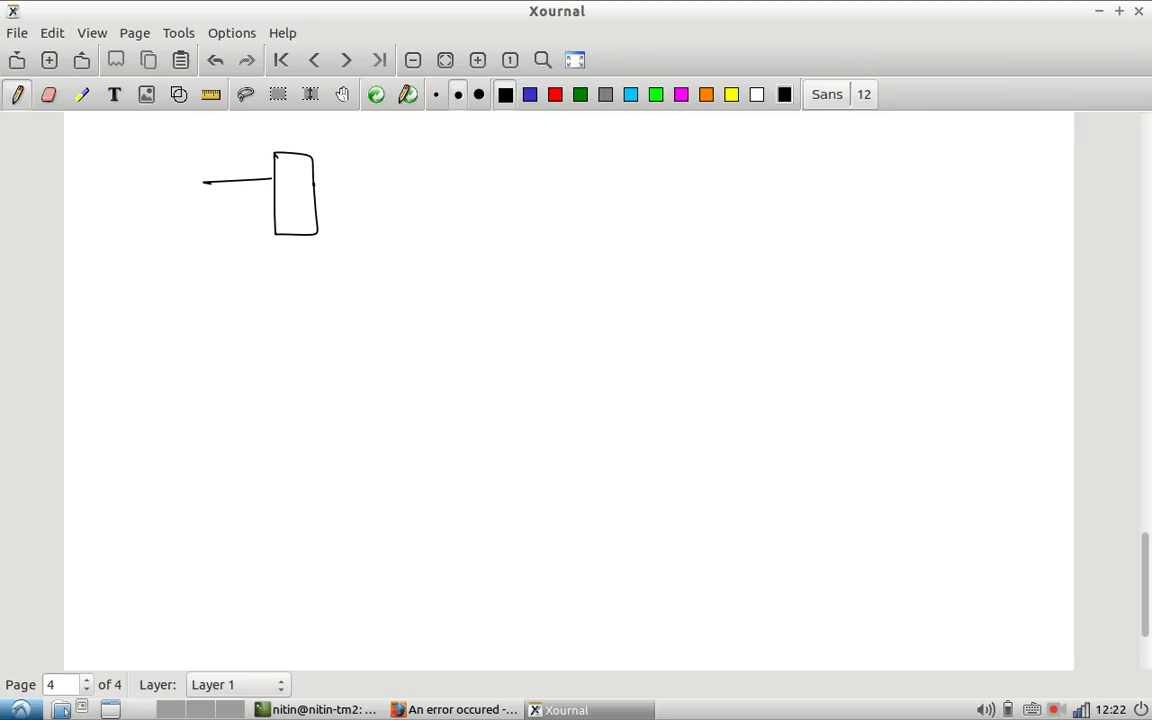 Xournal
File Edit View Page Tools Options Help
Sans 12
Page 4 of 4 Layer: Layer 1
nitin@nitin-tm2: ... An error occured -... Xournal 12:22